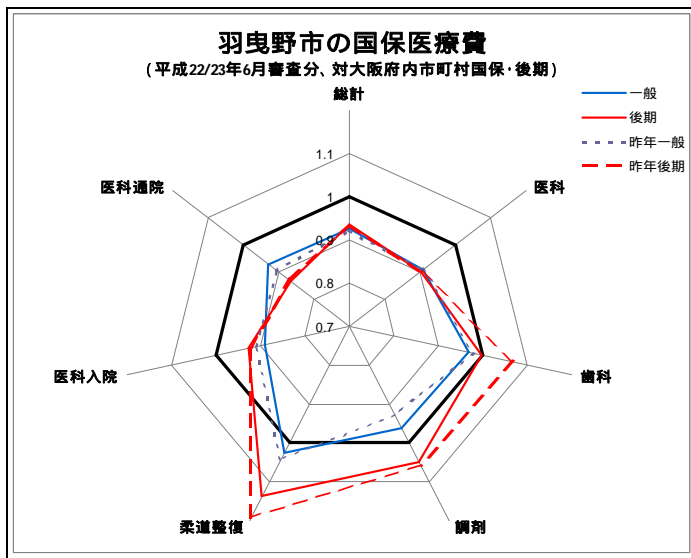 羽曳野市の国保医療費
(平成22/23年6月審査分、対大阪府内市町村国保･後期)
総計
一般
後期
昨年一般
昨年後期
1.1
1
0.9
0.8
0.7
医科通院
医科
医科入院
歯科
柔道整復
調剤